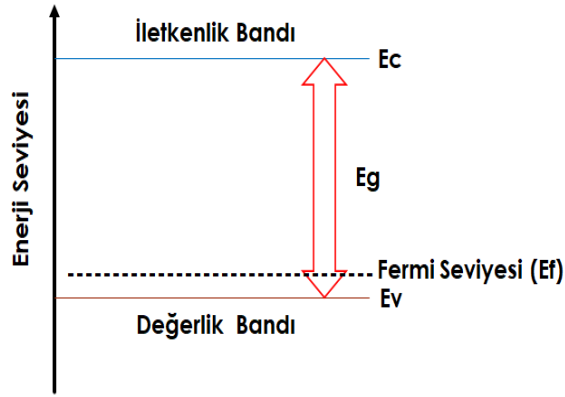 İletkenlik Bandı
Ec
Enerji Seviyesi
Eg
Fermi Seviyesi (Ef)
Ev
Değerlik Bandı